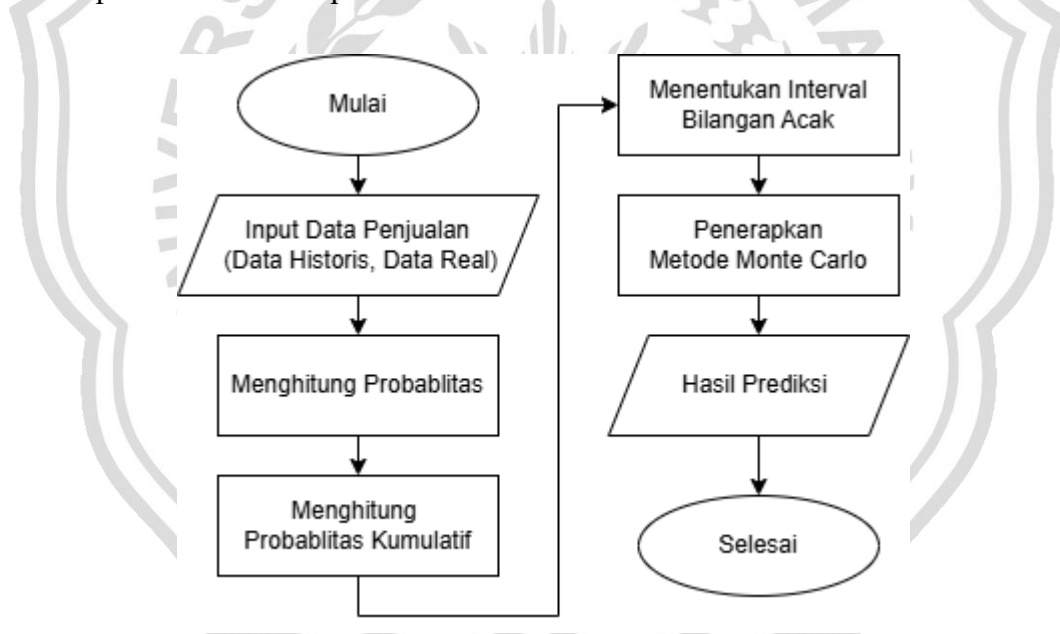 Mulai
Input Data Penjualan
(Data Historis, Data Real)
Menghitung Probablitas
Menghitung
Probablitas Kumulatif
Menentukan Interval
Bilangan Acak
Penerapkan
Metode Monte Carlo
Hasil Prediksi
Selesai